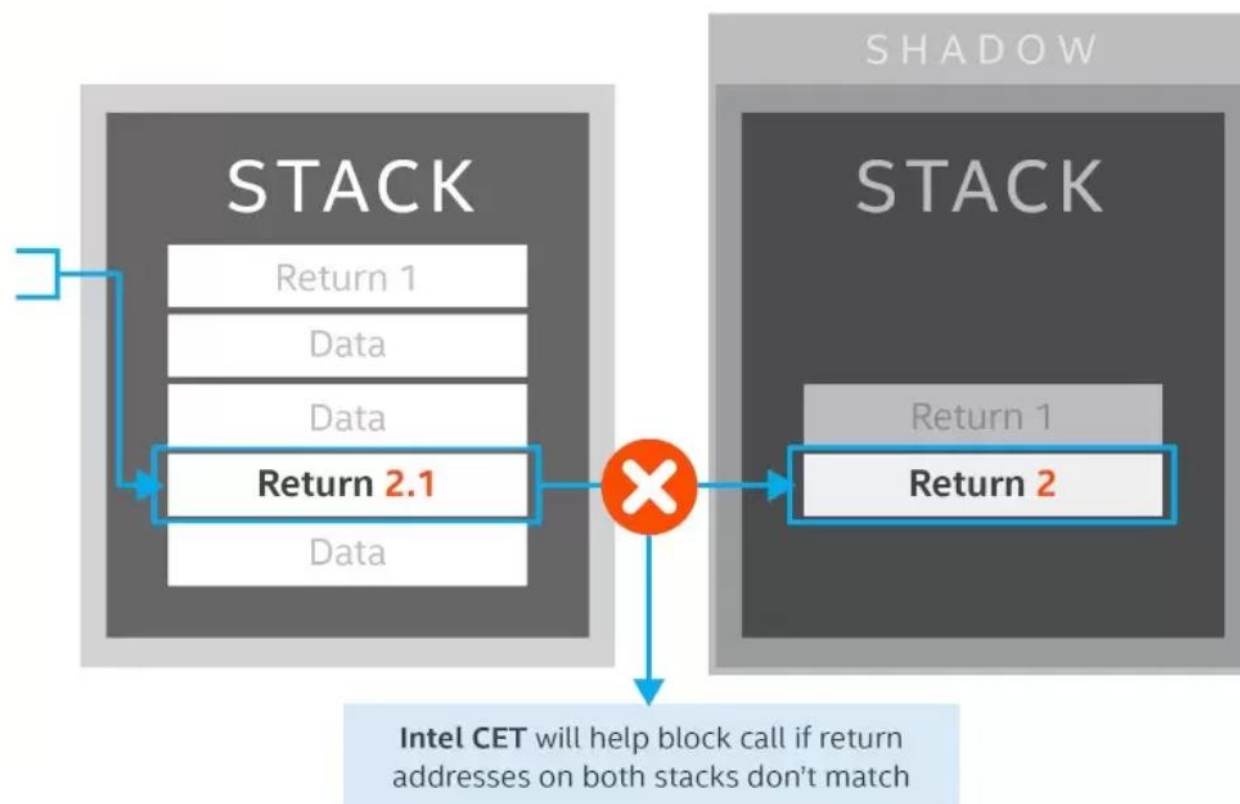 SHADOW
STACK
Return 1
Data
Data
Return 2.1
Data
STACK
Return 1
Return 2
Intel CET will help block call if return
addresses on both stacks don't match